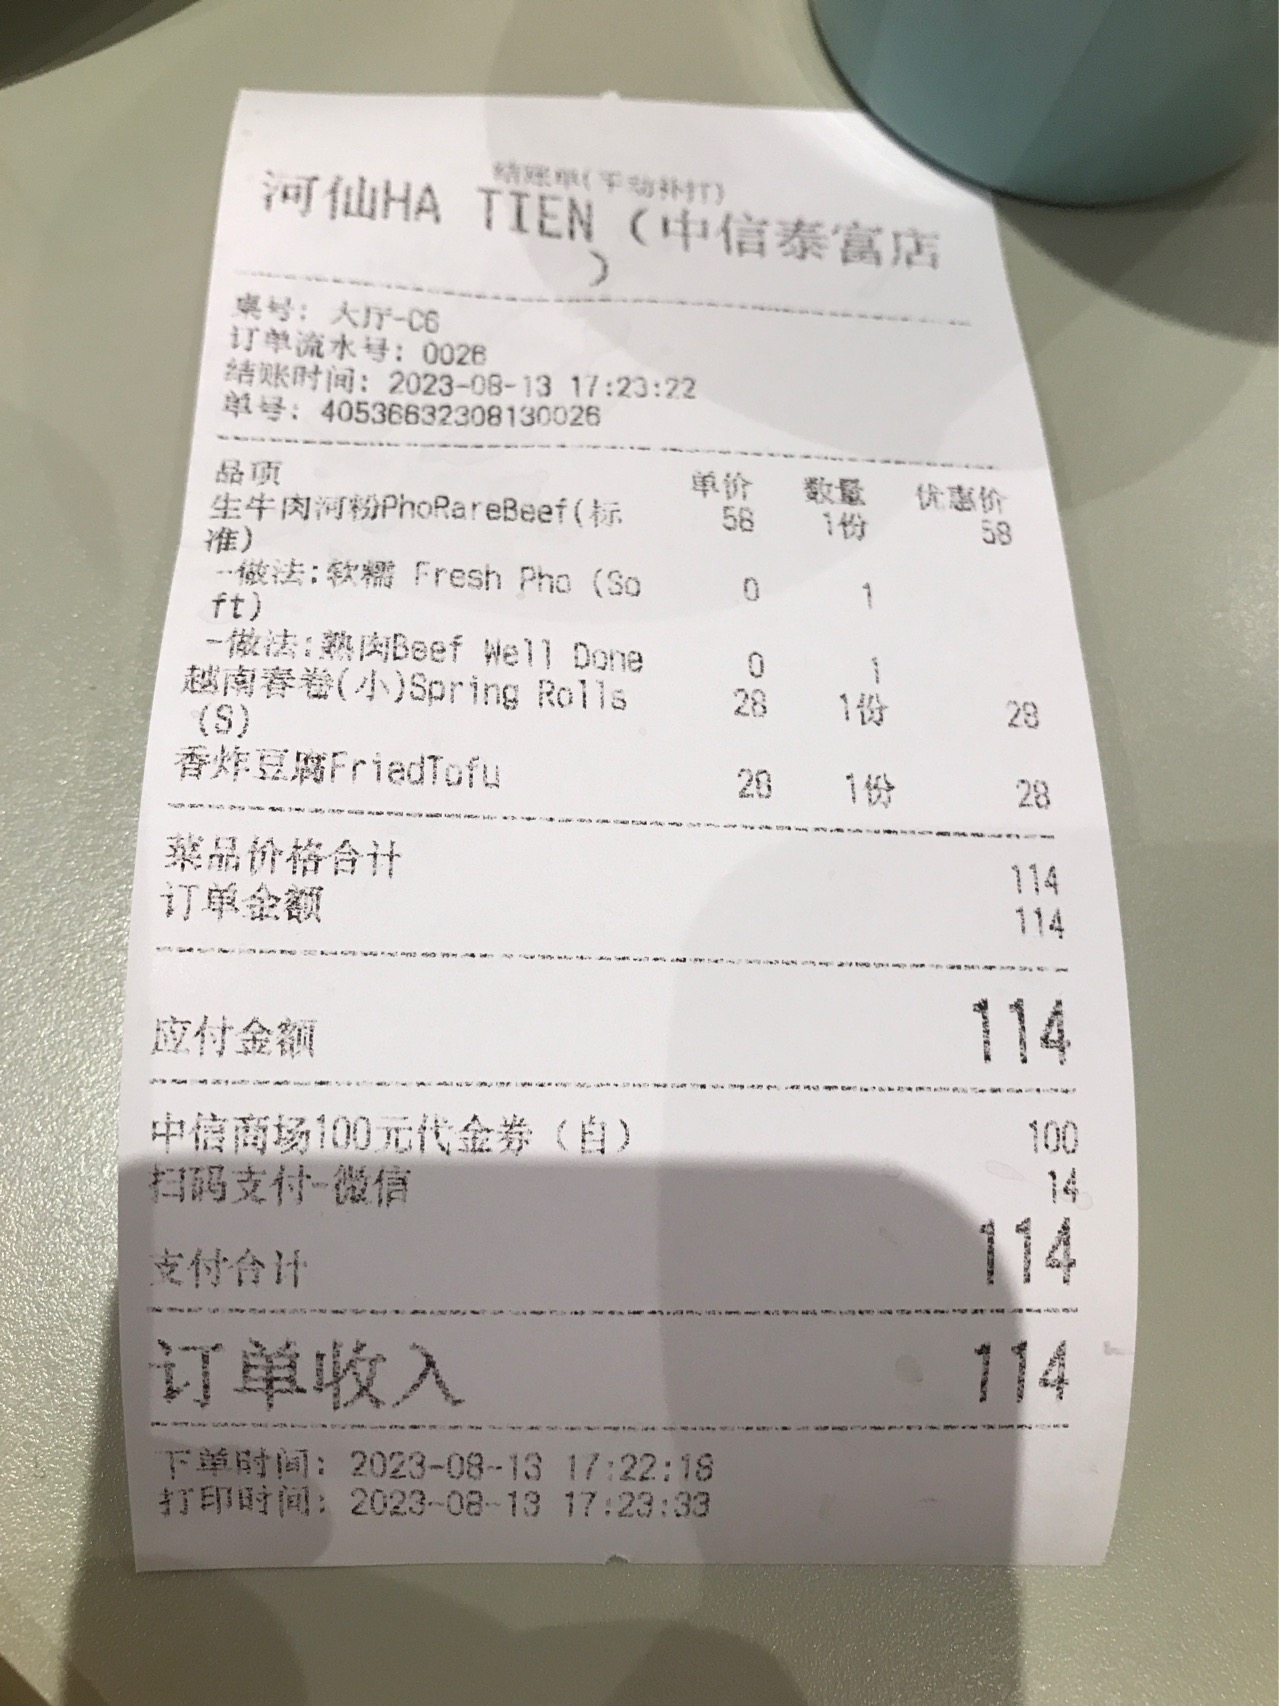 结账单(手动补打)
河仙HA TIEN（中信泰富店
）
桌号: 大厅-C6
订单流水号: 0026
结账时间: 2023-08-13 17:23:22
单号: 40536632308130026
品项 单价 数量 优惠价
生牛肉河粉PhoRareBeef(标 58 1份 58
准)
-做法:软糯 Fresh Pho (So 0 1
ft)
-做法:熟肉Beef Well Done 0 1
越南春卷(小)Spring Rolls 28 1份 28
(S)
香炸豆腐FriedTofu 28 1份 28
菜品价格合计 114
订单金额 114
应付金额 114
中信商场100元代金券（自） 100
扫码支付-微信 14
支付合计 114
订单收入 114
下单时间: 2023-08-13 17:22:18
打印时间: 2023-08-13 17:23:33